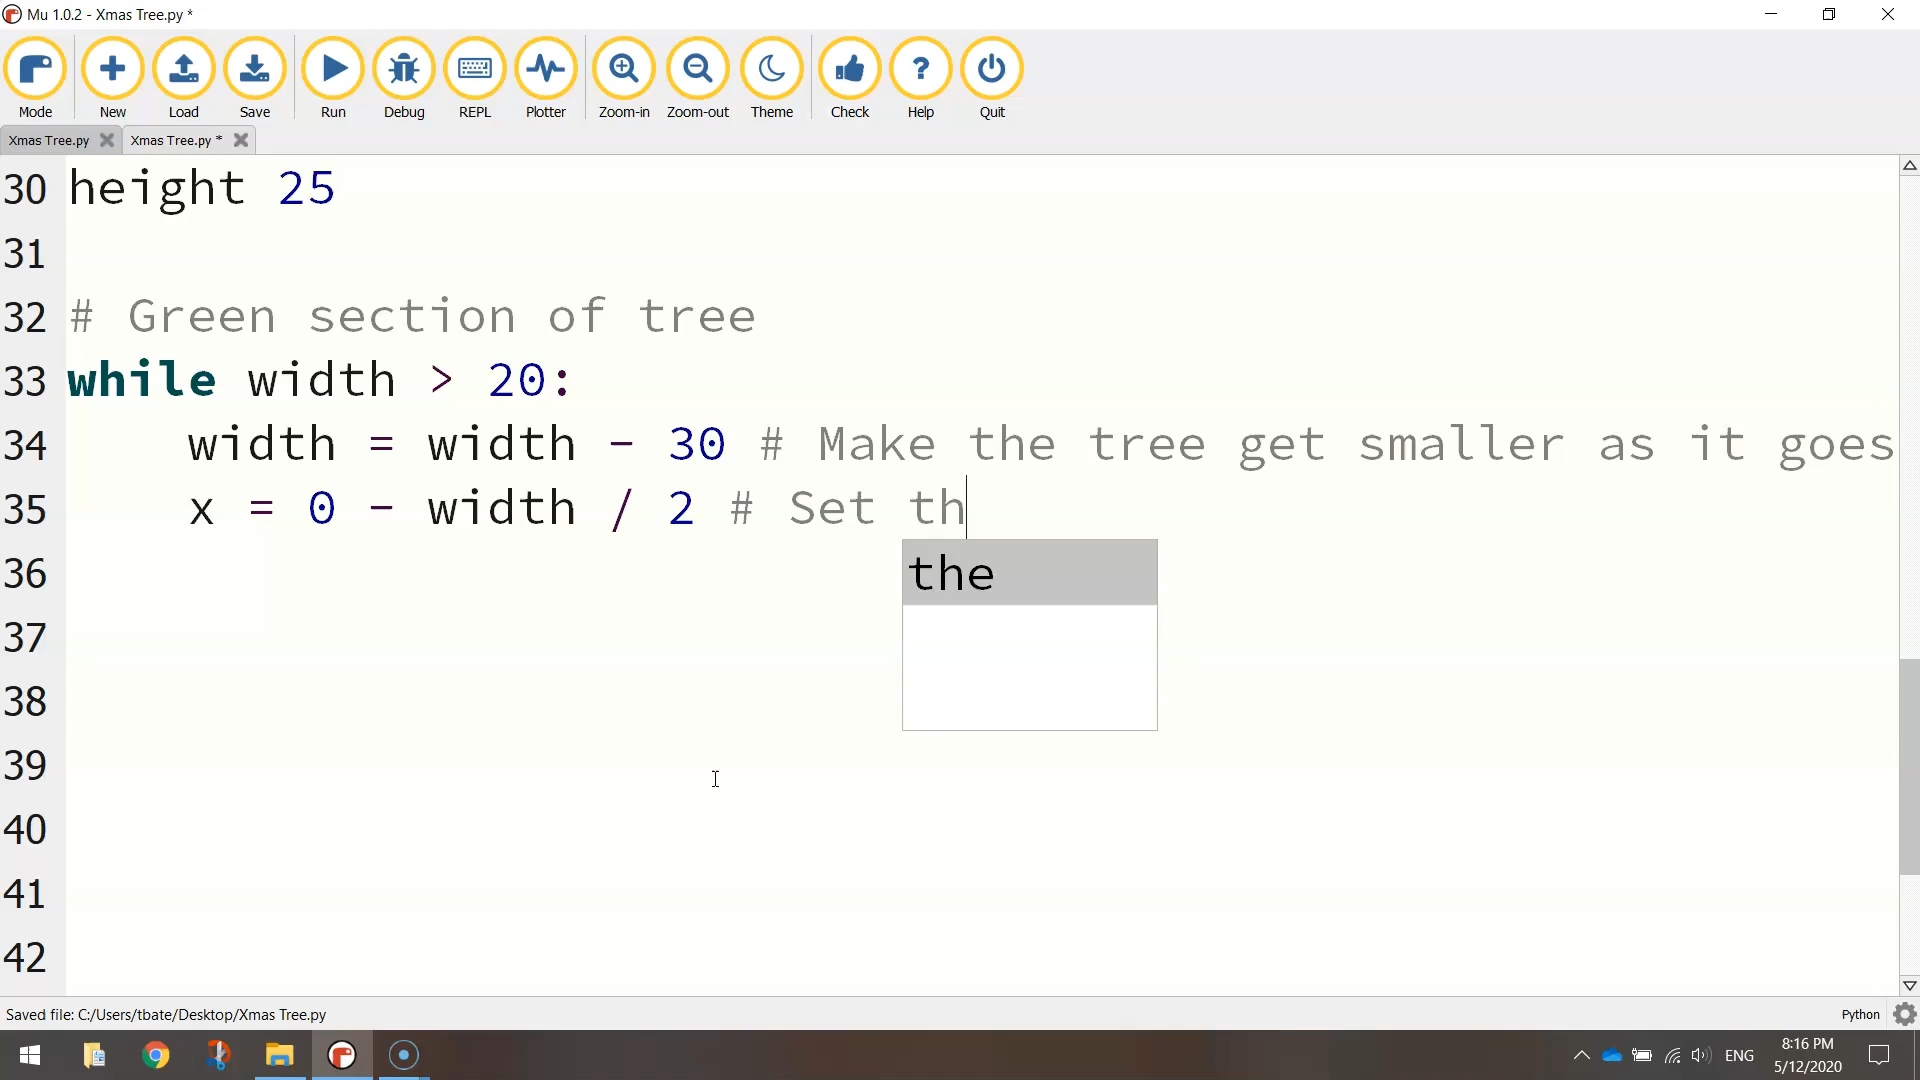 Mu 1.0.2 - Xmas Tree.py *
Mode New Load Save Run Debug REPL Plotter Zoom-in Zoom-out Theme Check Help Quit
Xmas Tree.py Xmas Tree.py *
30 height 25
31
32 # Green section of tree
33 while width > 20:
34 width = width - 30 # Make the tree get smaller as it goes
35 x = 0 - width / 2 # Set th
the
36
37
38
39
40
41
42
Saved file: C:/Users/tbate/Desktop/Xmas Tree.py Python
ENG 8:16 PM
5/12/2020